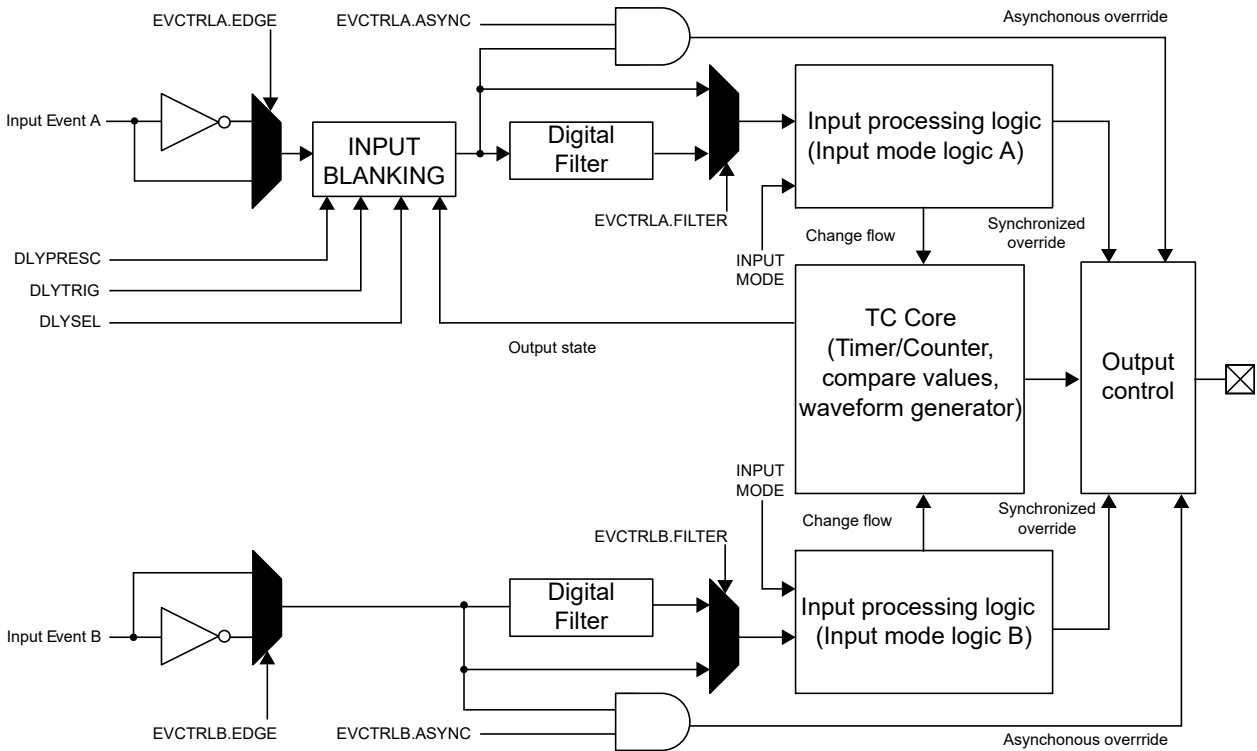 EVCTRLA.EDGE
EVCTRLA.ASYNC
Asynchonous overrride
Input Event A
INPUT
BLANKING
Digital
Filter
Input processing logic
(Input mode logic A)
EVCTRLA.FILTER
INPUT
MODE
Change flow
Synchronized
override
DLYPRESC
DLYTRIG
DLYSEL
Output state
TC Core
(Timer/Counter,
compare values,
waveform generator)
Output
control
INPUT
MODE
Change flow
Synchronized
override
EVCTRLB.FILTER
Input Event B
Digital
Filter
Input processing logic
(Input mode logic B)
EVCTRLB.EDGE
EVCTRLB.ASYNC
Asynchonous overrride